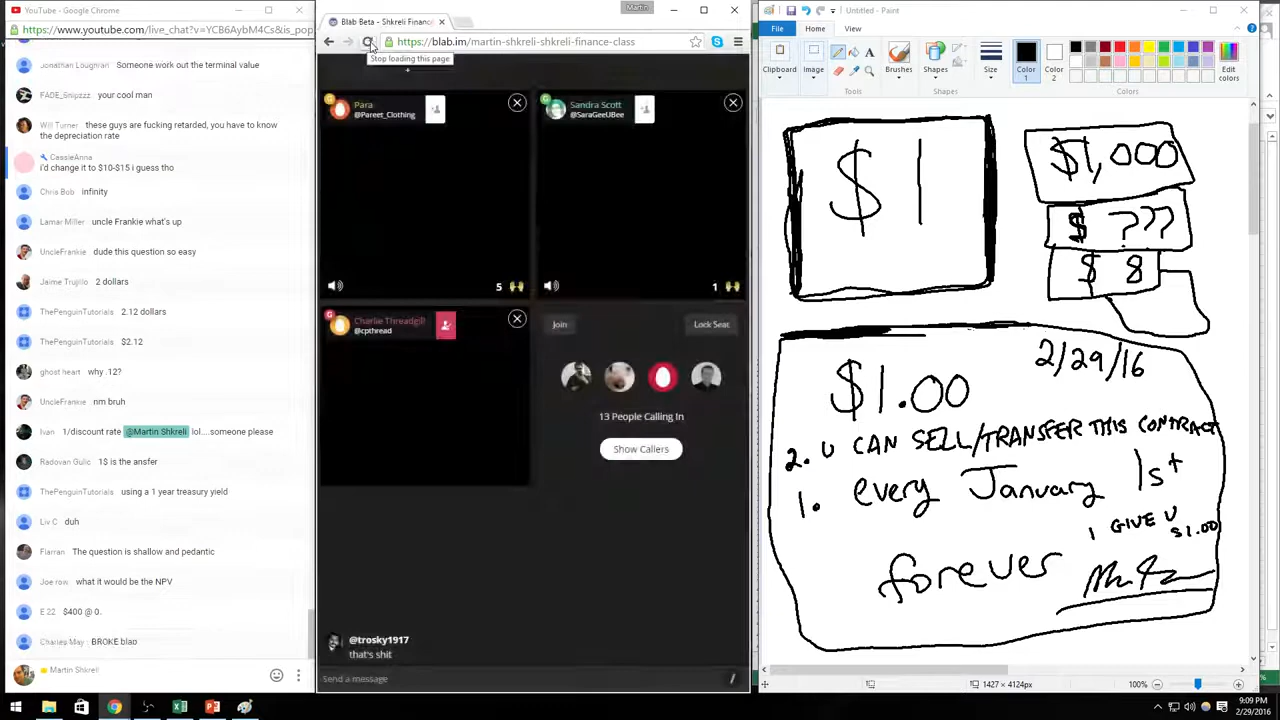 YouTube - Google Chrome
https://www.youtube.com/live_chat?v=YCB6AybM4Cs&is_pop
Jonathan Loughran Someone work out the terminal value
FADE_Snipzzz your cool man
Will Turner these guys are fucking retarded, you have to know
the depreciation rate
CassieAnna
i'd change it to $10-$15 i guess tho
Chris Bob infinity
Lamar Miller uncle Frankie what's up
UncleFrankie dude this question so easy
Jaime Trujillo 2 dollars
ThePenguinTutorials 2.12 dollars
ThePenguinTutorials $2.12
ghost heart why .12?
UncleFrankie nm bruh
Ivan 1/discount rate @Martin Shkreli lol....someone please
Radovan Gulic 1$ is the ansfer
ThePenguinTutorials using a 1 year treasury yield
Liv C duh
Flarran The question is shallow and pedantic
Joe row what it would be the NPV
E 22 $400 @ 0.
Charles May BROKE blap
Martin Shkreli
Martin
Blab Beta - Shkreli Financ
https://blab.im/martin-shkreli-shkreli-finance-class
Stop loading this page
Para
@Pareet_Clothing
Sandra Scott
@SaraGeeUBee
5
1
Charlie Threadgill
@cpthread
Join
Lock Seat
13 People Calling In
Show Callers
@trosky1917
that's shit
Send a message
Untitled - Paint
File
Home
View
Clipboard
Image
Tools
Brushes
Shapes
Shapes
Size
Color
1
Color
2
Edit
colors
Colors
$1
$1,000
$ ???
$ 8
2/29/16
$1.00
2. U CAN SELL/TRANSFER THIS CONTRACT
1. every January 1st
I GIVE U
$1.00
forever
1427 × 4124px
100%
9:09 PM
2/29/2016